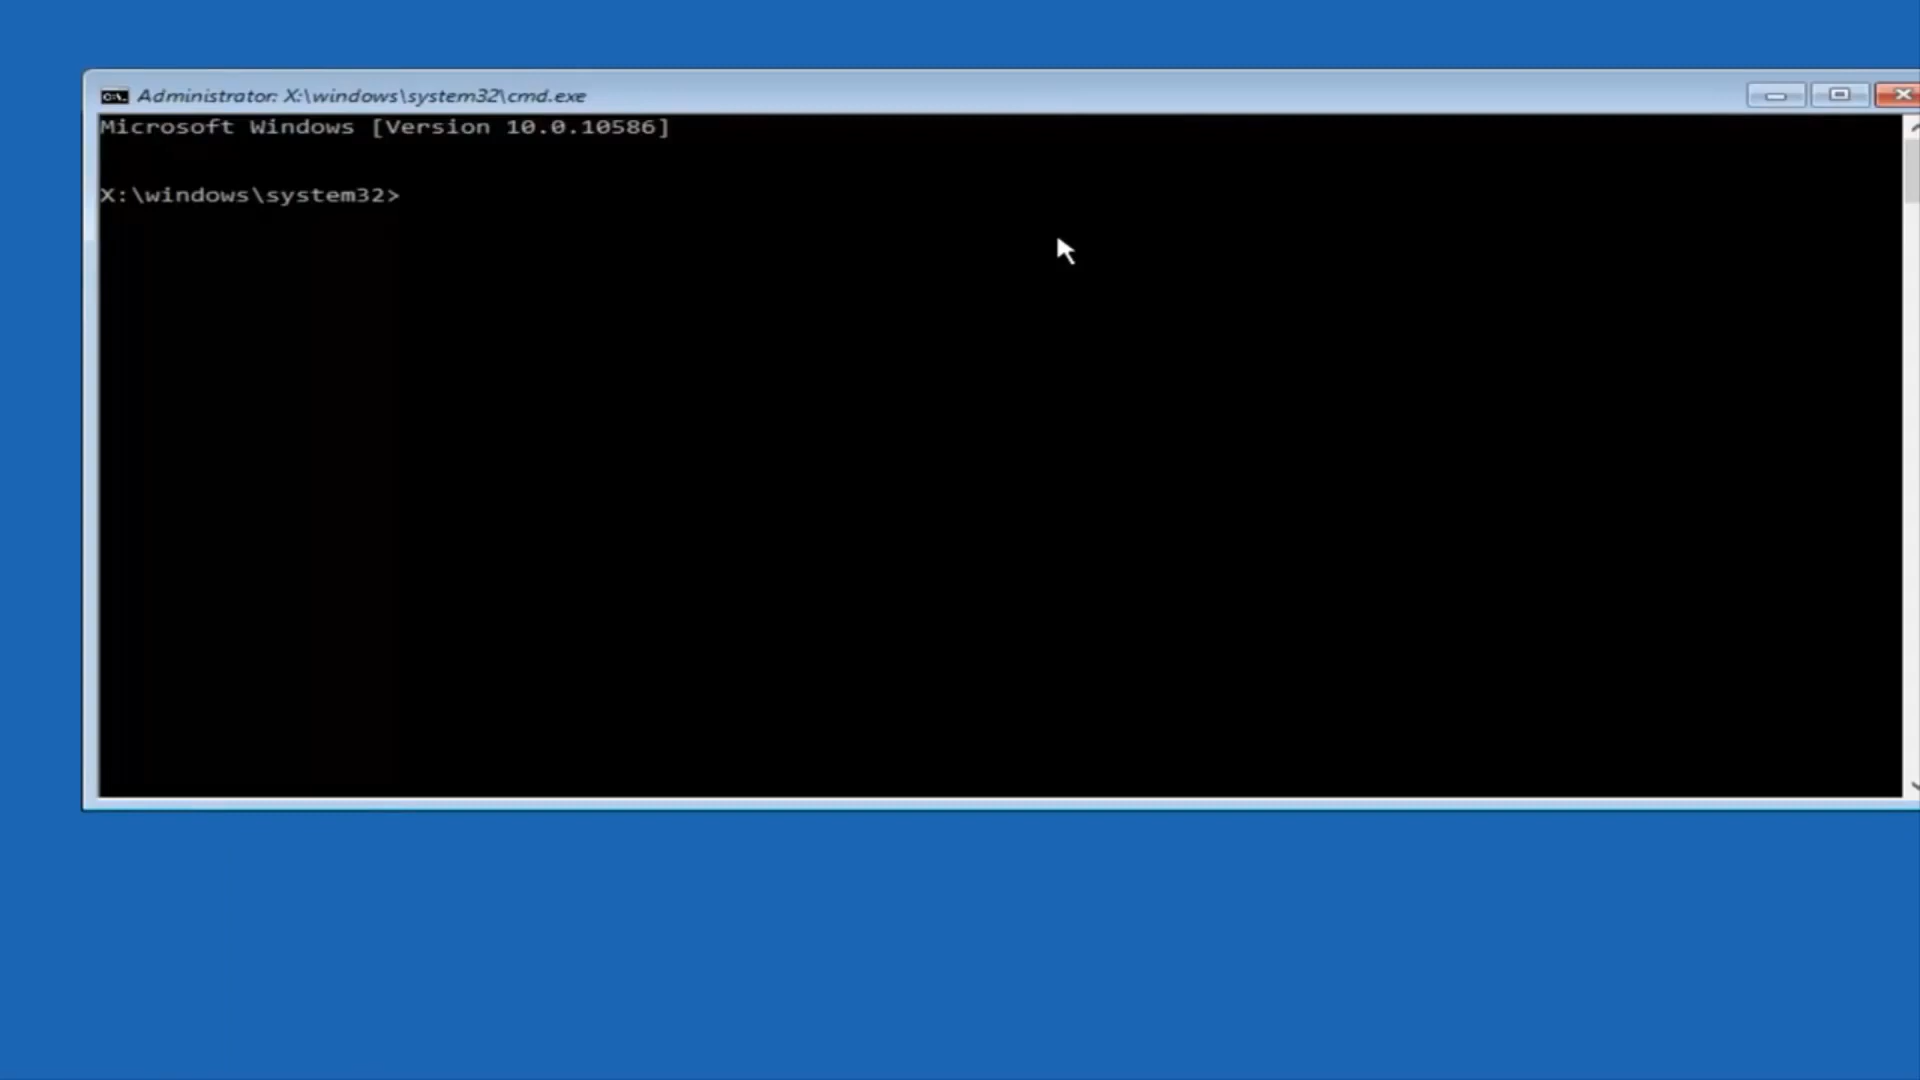 Administrator: X:\windows\system32\cmd.exe
Microsoft Windows [Version 10.0.10586]
X:\windows\system32>